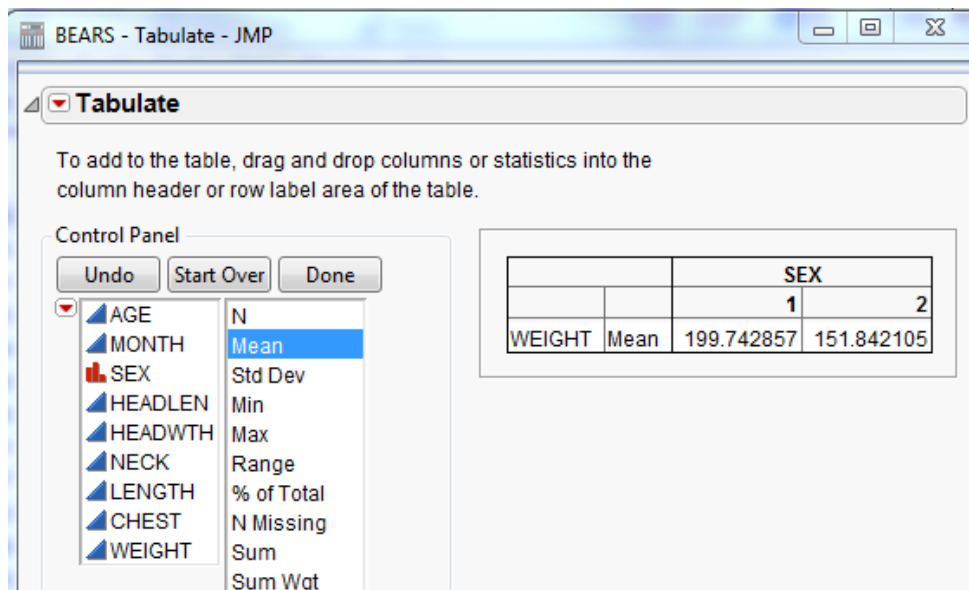 BEARS - Tabulate - JMP
Tabulate
To add to the table, drag and drop columns or statistics into the
column header or row label area of the table.
Control Panel
Undo Start Over Done
AGE
MONTH
SEX
HEADLEN
HEADWTH
NECK
LENGTH
CHEST
WEIGHT
N
Mean
Std Dev
Min
Max
Range
% of Total
N Missing
Sum
Sum Wgt
SEX
1 2
WEIGHT Mean 199.742857 151.842105